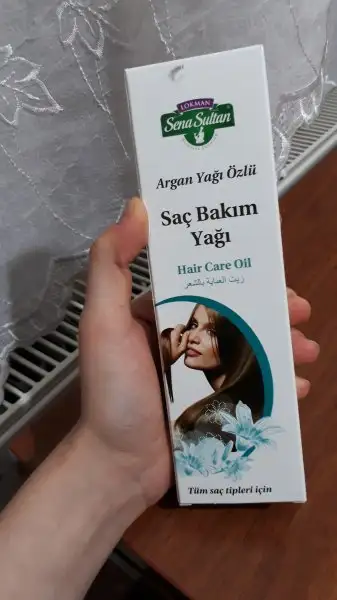 LOKMAN
Sena Sultan
Argan Yağı Özlü
Saç Bakım
Yağı
Hair Care Oil
زيت العناية بالشعر
Tüm saç tipleri için